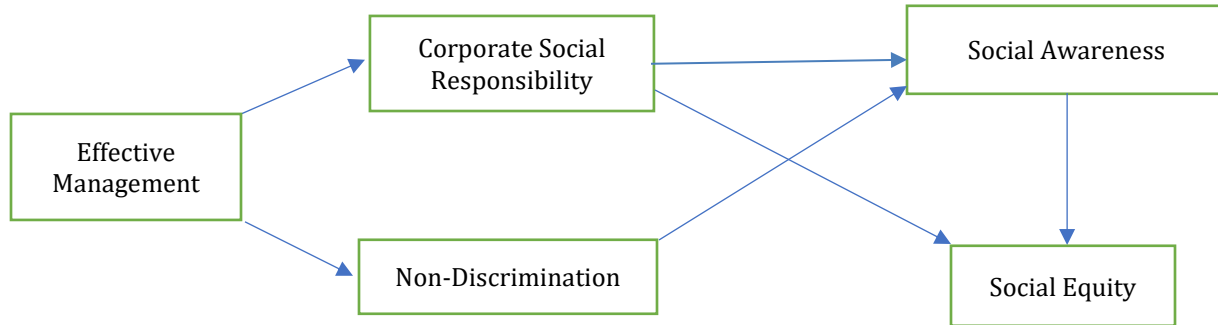 Corporate Social
Responsibility
Social Awareness
Effective
Management
Non-Discrimination
Social Equity